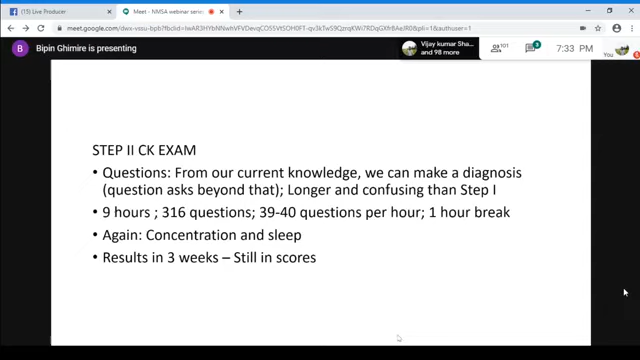 (15) Live Producer
Meet - NMSA webinar series
B Bipin Ghimire is presenting
Vijay kumar Sha...
and 98 more
101
3
7:33 PM
You
STEP II CK EXAM
• Questions: From our current knowledge, we can make a diagnosis
(question asks beyond that); Longer and confusing than Step I
• 9 hours ; 316 questions; 39-40 questions per hour; 1 hour break
• Again: Concentration and sleep
• Results in 3 weeks – Still in scores